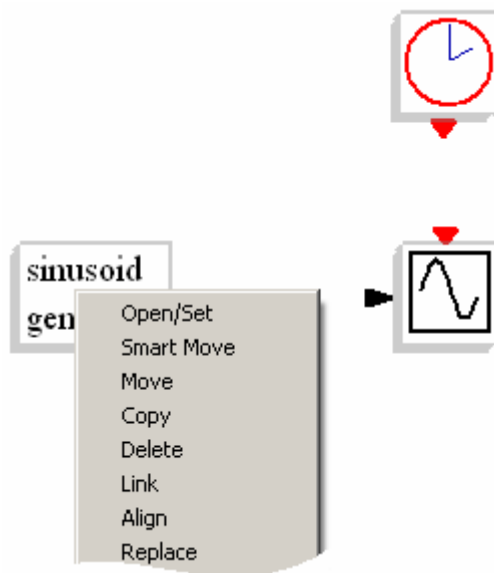 sinusoid
gen
Open/Set
Smart Move
Move
Copy
Delete
Link
Align
Replace